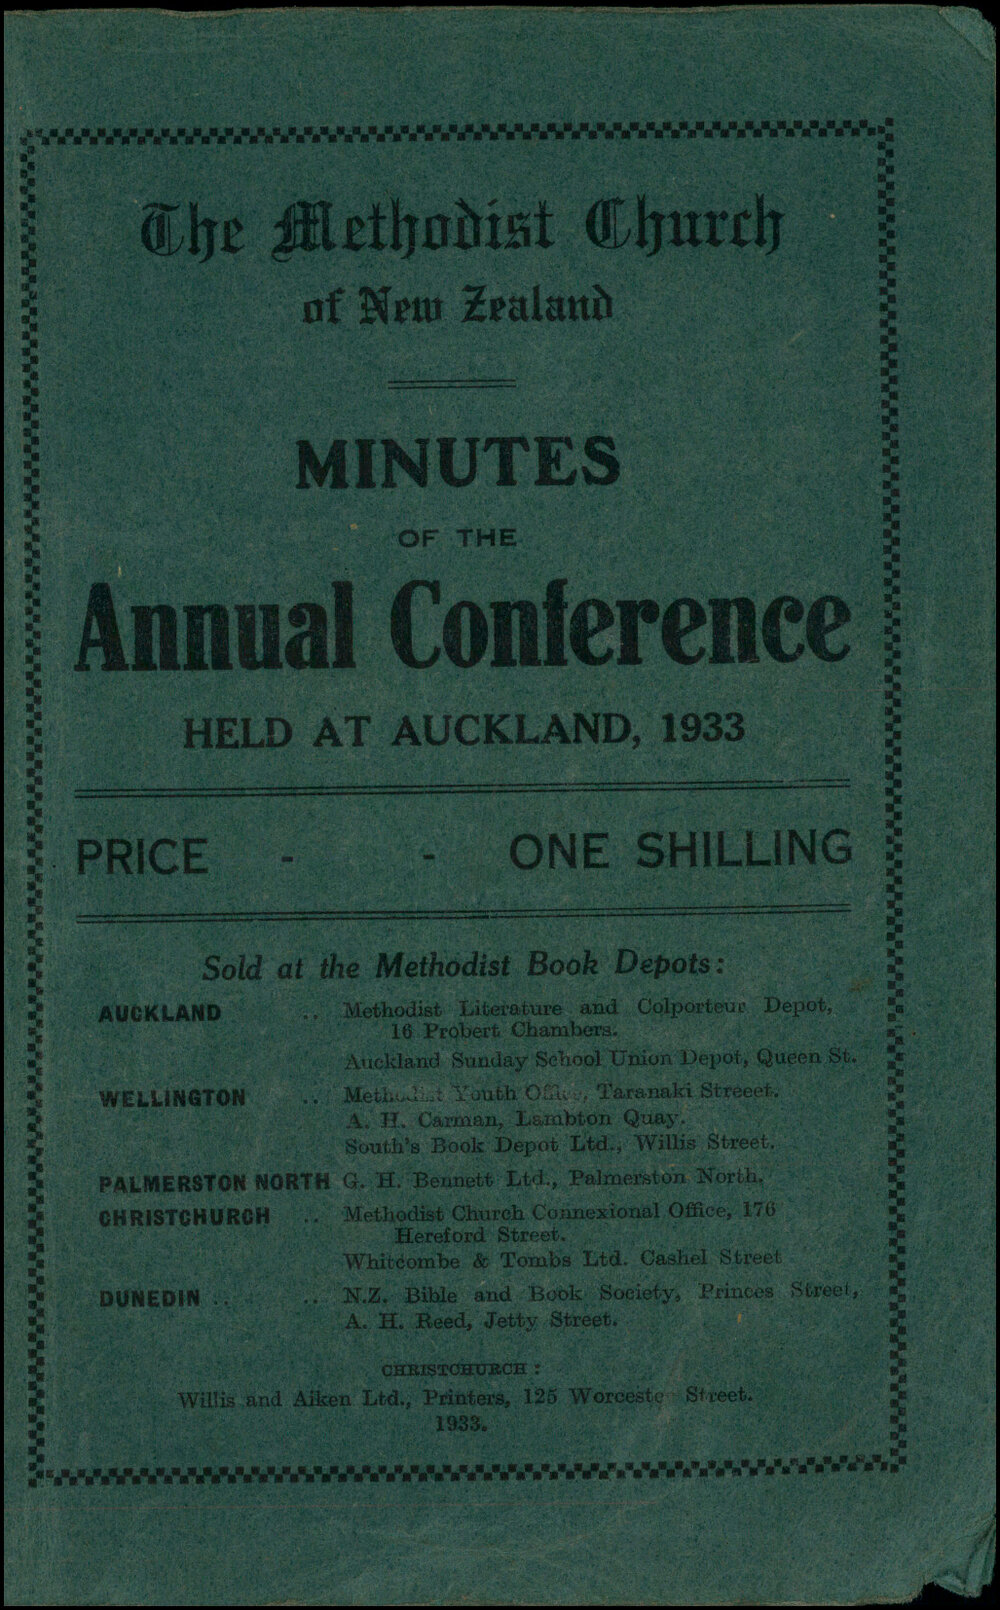 The Methodist Church
of New Zealand
MINUTES
OF THE
Annual Conference
HELD AT AUCKLAND, 1933
PRICE - - ONE SHILLING
Sold at the Methodist Book Depots:
AUCKLAND .. Methodist Literature and Colporteur Depot,
16 Probert Chambers.
Auckland Sunday School Union Depot, Queen St.
WELLINGTON .. Methodist Youth Office, Taranaki Streeet.
A. H. Carman, Lambton Quay.
South's Book Depot Ltd., Willis Street.
PALMERSTON NORTH G. H. Bennett Ltd., Palmerston North.
CHRISTCHURCH .. Methodist Church Connexional Office, 176
Hereford Street.
Whitcombe & Tombs Ltd. Cashel Street
DUNEDIN .. .. N.Z. Bible and Book Society, Princes Street,
A. H. Reed, Jetty Street.
CHRISTCHURCH :
Willis and Aiken Ltd., Printers, 125 Worcester Street.
1933.